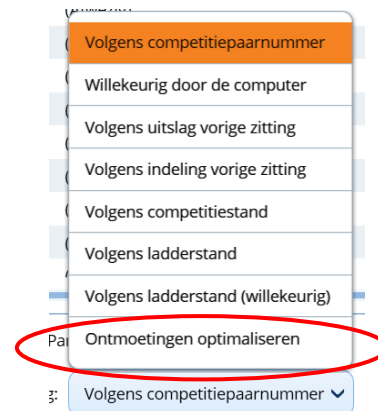 Volgens competitiepaarnummer
Willekeurig door de computer
Volgens uitslag vorige zitting
Volgens indeling vorige zitting
Volgens competitiestand
Volgens ladderstand
Volgens ladderstand (willekeurig)
Ontmoetingen optimaliseren
Volgens competitiepaarnummer